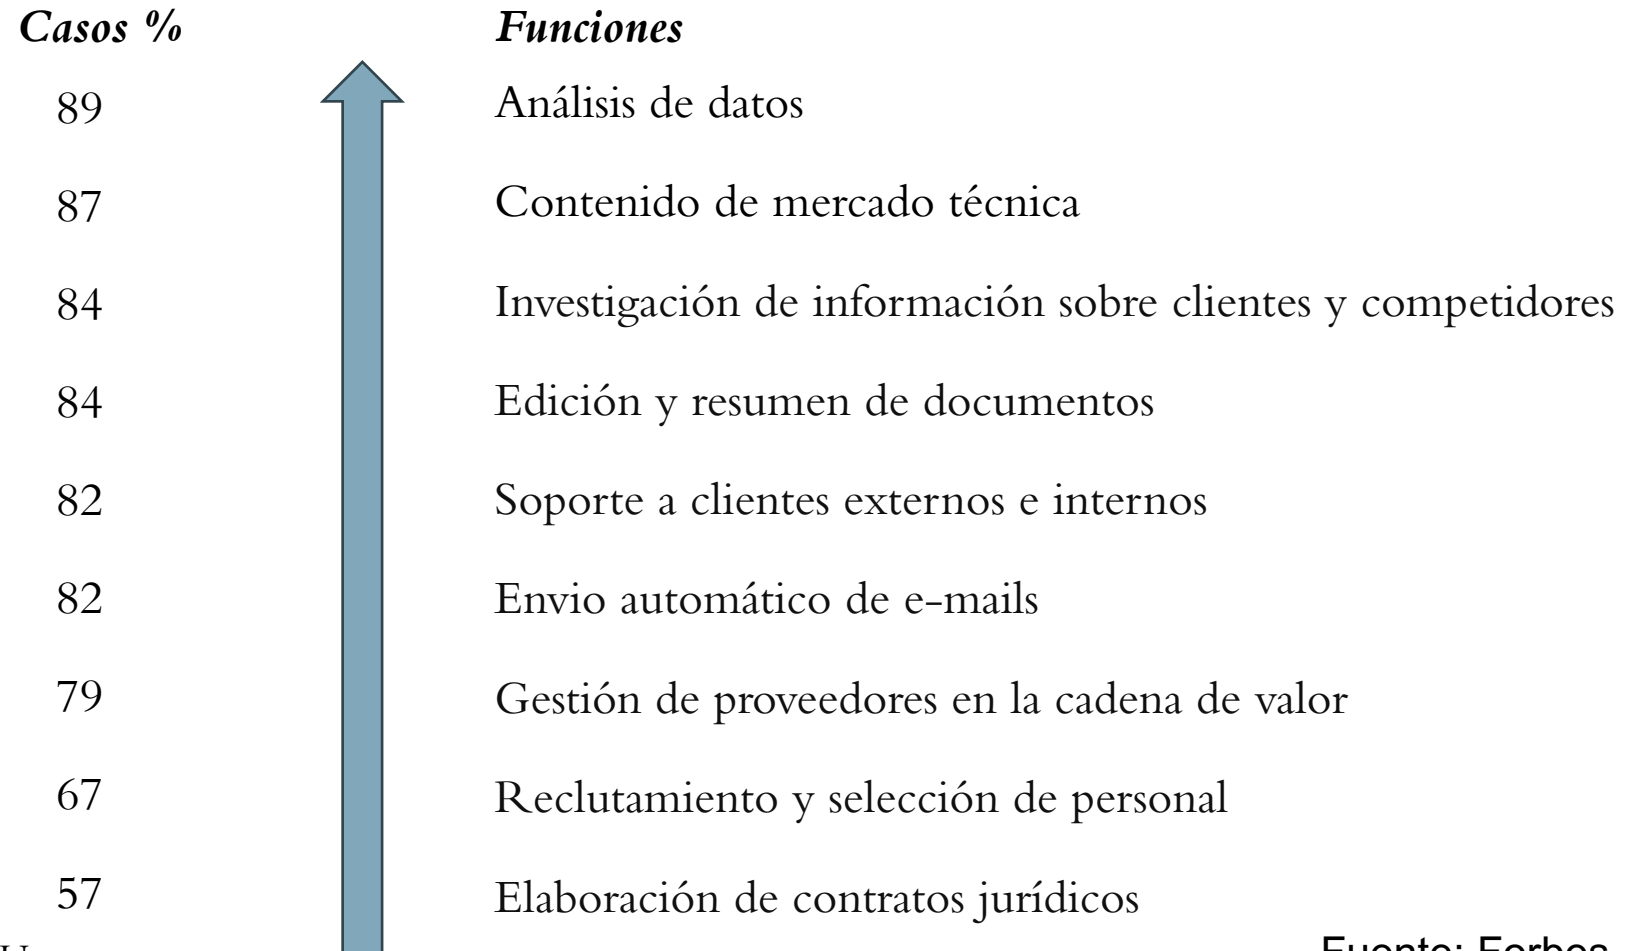 Casos % Funciones
89 Análisis de datos
87 Contenido de mercado técnica
84 Investigación de información sobre clientes y competidores
84 Edición y resumen de documentos
82 Soporte a clientes externos e internos
82 Envio automático de e-mails
79 Gestión de proveedores en la cadena de valor
67 Reclutamiento y selección de personal
57 Elaboración de contratos jurídicos
Fuente: Forbes